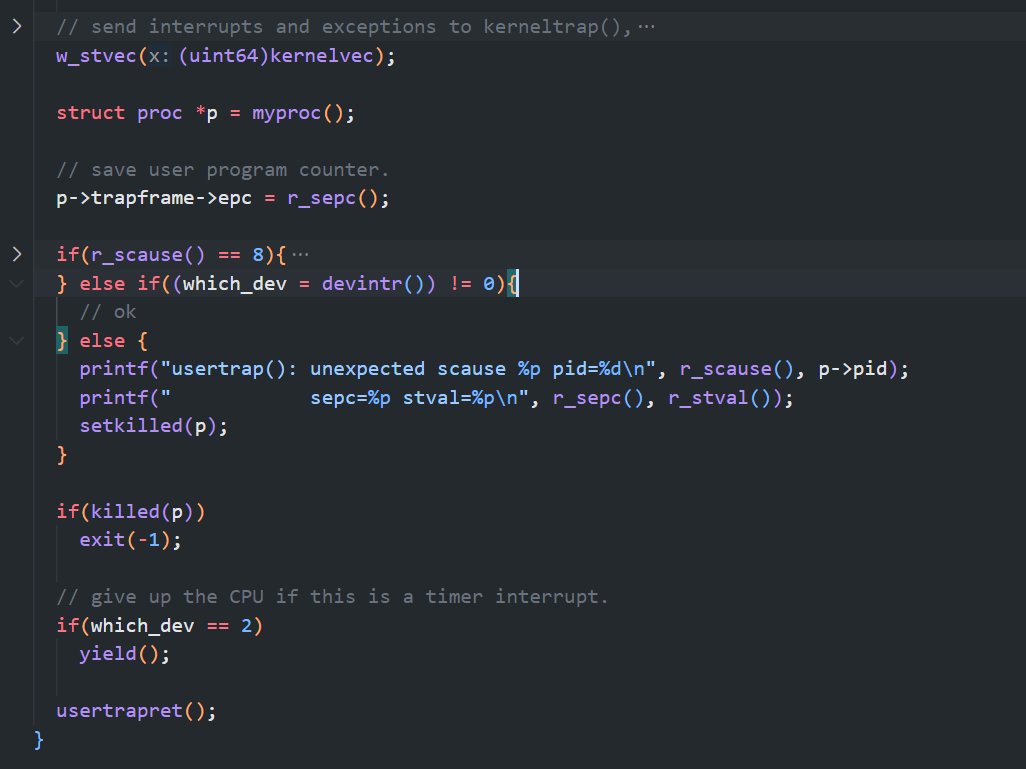 // send interrupts and exceptions to kerneltrap(),⋯
w_stvec(x: (uint64)kernelvec);
struct proc *p = myproc();
// save user program counter.
p->trapframe->epc = r_sepc();
if(r_scause() == 8){⋯
} else if((which_dev = devintr()) != 0){
// ok
} else {
printf("usertrap(): unexpected scause %p pid=%d\n", r_scause(), p->pid);
printf("            sepc=%p stval=%p\n", r_sepc(), r_stval());
setkilled(p);
}
if(killed(p))
exit(-1);
// give up the CPU if this is a timer interrupt.
if(which_dev == 2)
yield();
usertrapret();
}